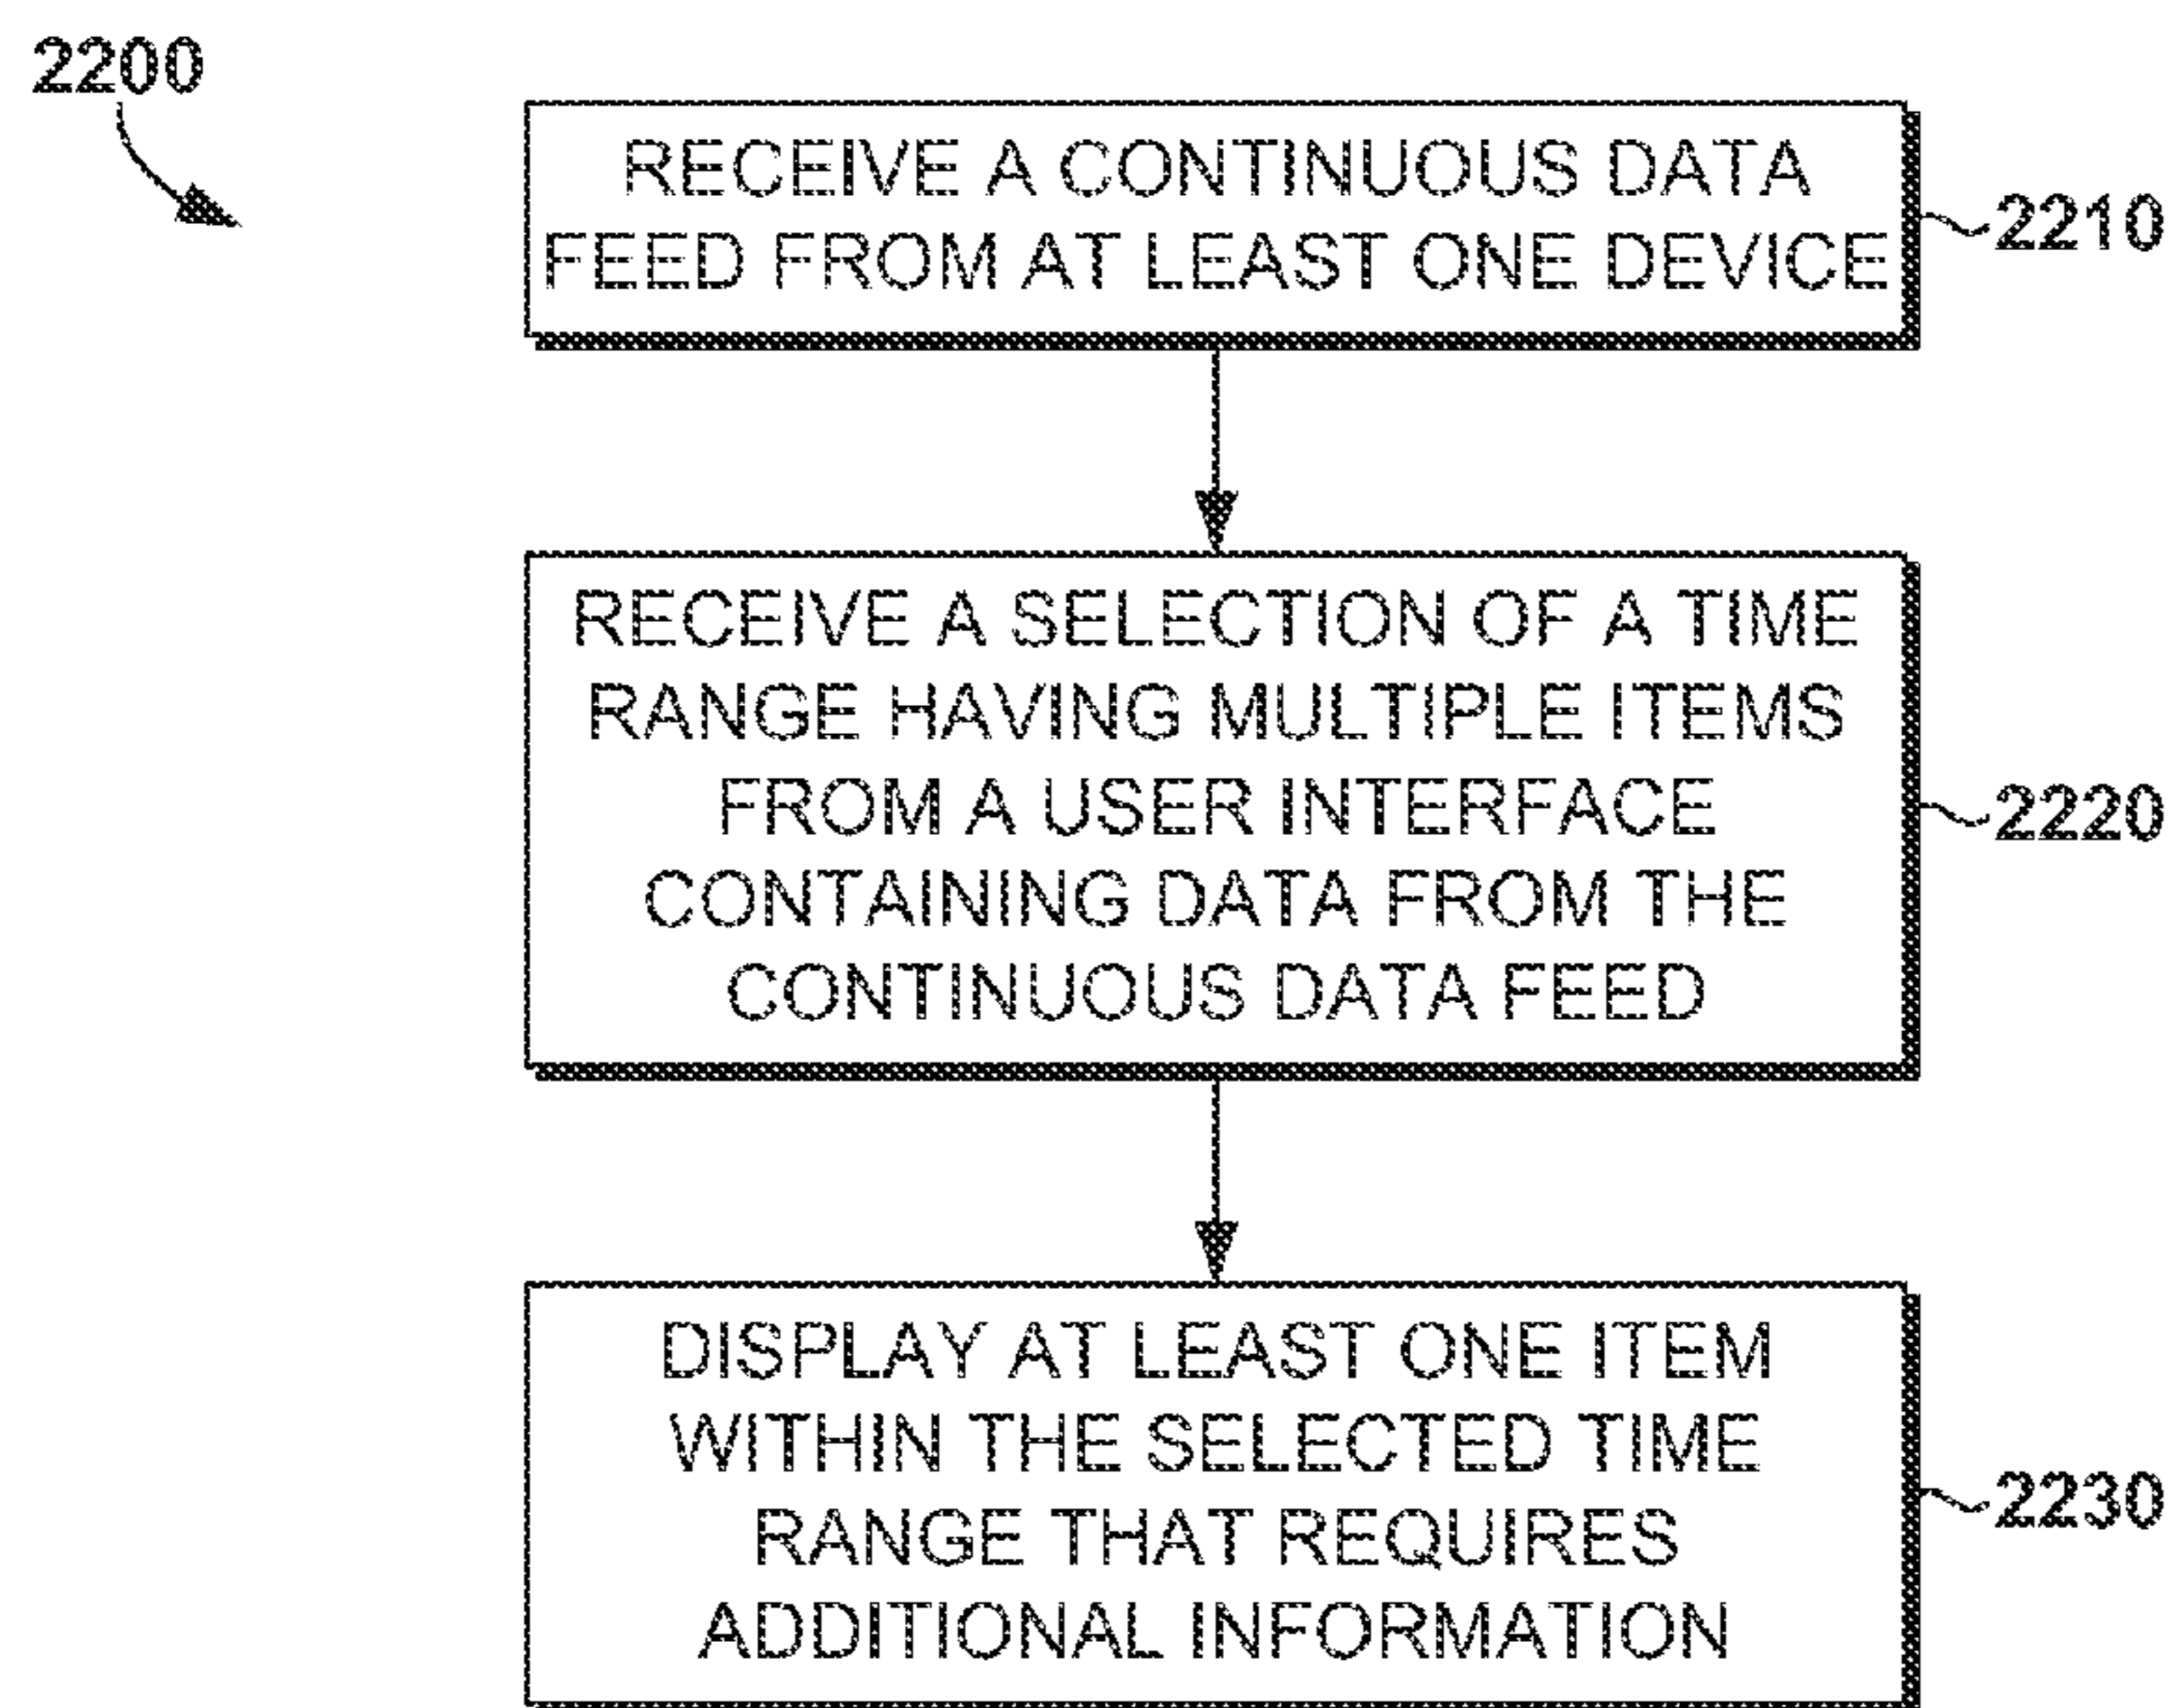 2200
RECEIVE A CONTINUOUS DATA
FEED FROM AT LEAST ONE DEVICE
2210
RECEIVE A SELECTION OF A TIME
RANGE HAVING MULTIPLE ITEMS
FROM A USER INTERFACE
CONTAINING DATA FROM THE
CONTINUOUS DATA FEED
2220
DISPLAY AT LEAST ONE ITEM
WITHIN THE SELECTED TIME
RANGE THAT REQUIRES
ADDITIONAL INFORMATION
2230